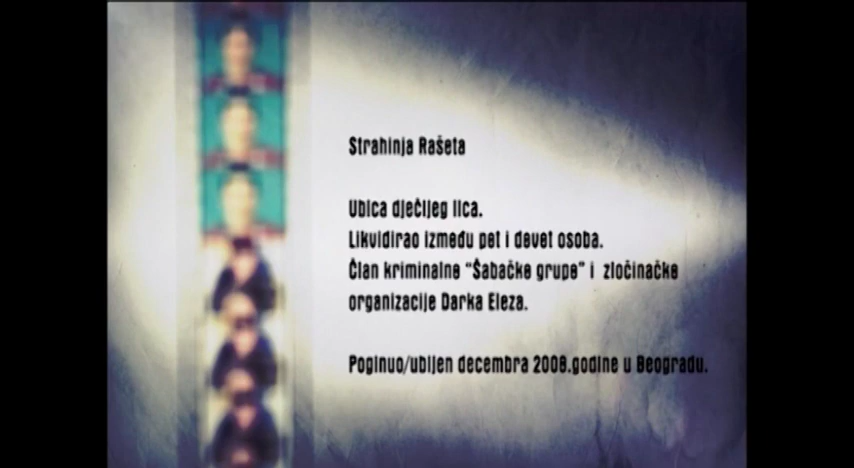 Strahinja Rašeta
Ubica dječijeg lica.
Likvidirao između pet i devet osoba.
Član kriminalne "Šabačke grupe" i zločinačke
organizacije Darka Eleza.
Poginuo/ubijen decembra 2008.godine u Beogradu.